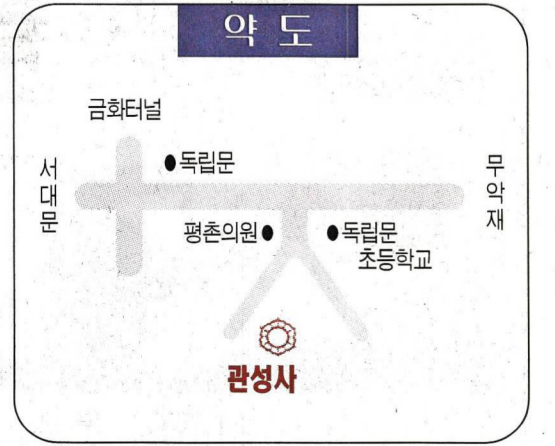 약도
금화터널
독립문
서대문
무악재
평촌의원
독립문
초등학교
관성사